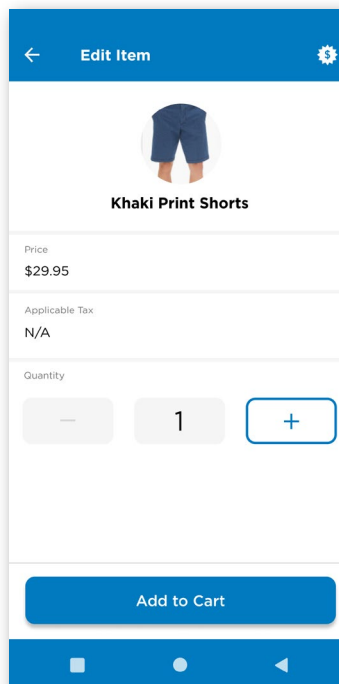 Edit Item
$
Khaki Print Shorts
Price
$29.95
Applicable Tax
N/A
Quantity
1
Add to Cart